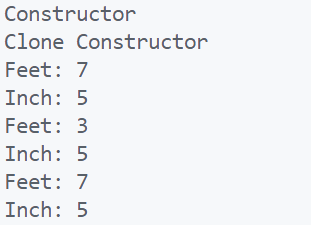 Constructor
Clone Constructor
Feet: 7
Inch: 5
Feet: 3
Inch: 5
Feet: 7
Inch: 5